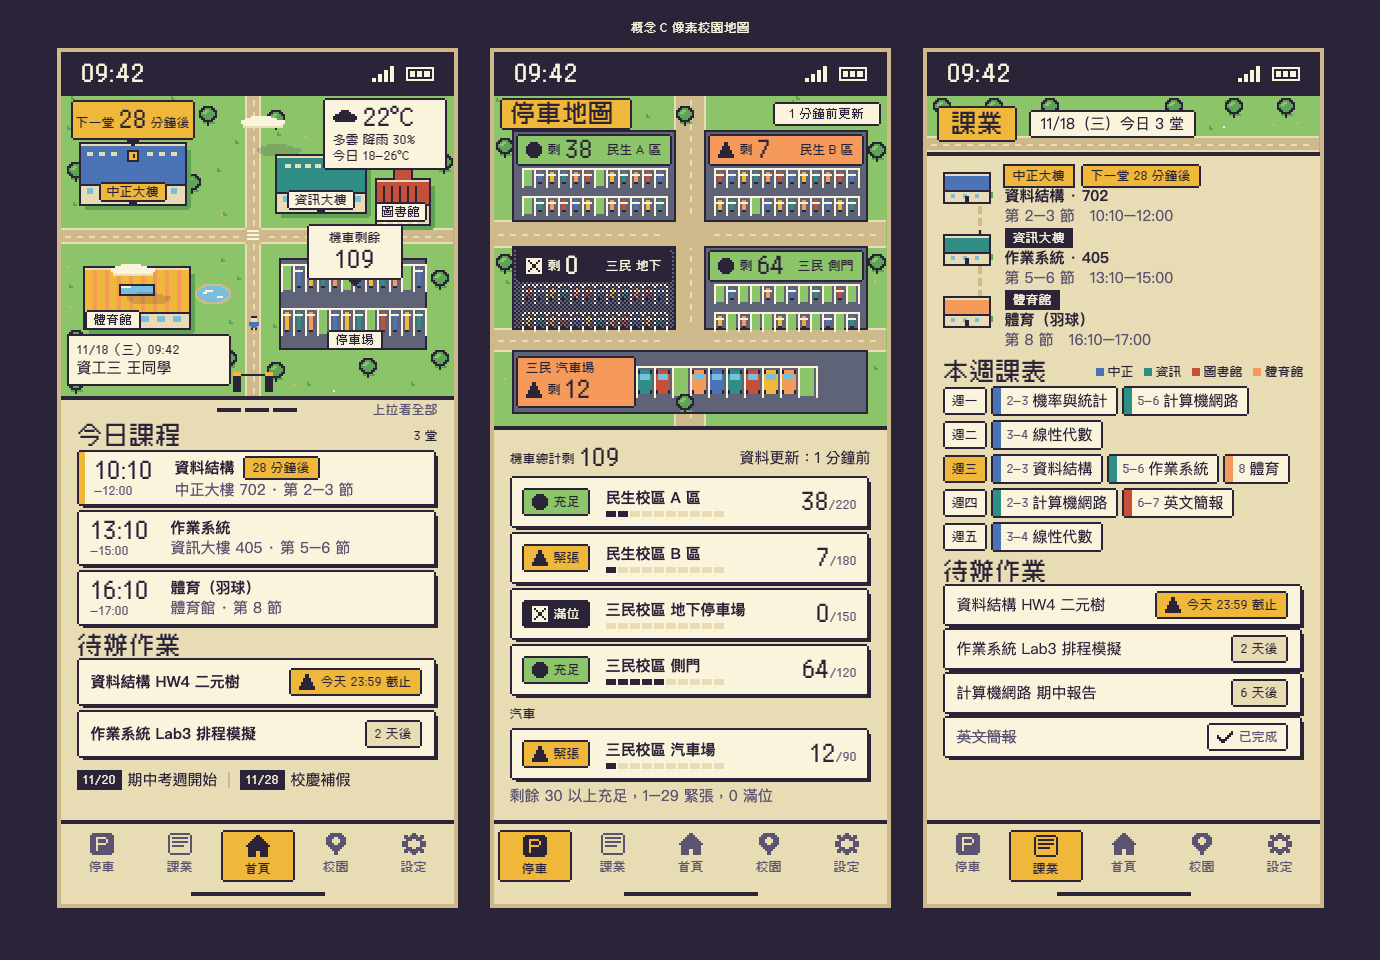 概念 C 像素校園地圖
09:42
下一堂 28 分鐘後
22°C
多雲 降雨 30%
今日 18–26°C
中正大樓
資訊大樓
圖書館
機車剩餘
109
體育館
停車場
11/18 (三) 09:42
資工三 王同學
上拉看全部
今日課程
3 堂
10:10
–12:00
資料結構
28 分鐘後
中正大樓 702 · 第 2–3 節
13:10
–15:00
作業系統
資訊大樓 405 · 第 5–6 節
16:10
–17:00
體育（羽球）
體育館 · 第 8 節
待辦作業
資料結構 HW4 二元樹
今天 23:59 截止
作業系統 Lab3 排程模擬
2 天後
11/20 期中考週開始
11/28 校慶補假
停車
課業
首頁
校園
設定
09:42
停車地圖
1 分鐘前更新
剩 38 民生 A 區
剩 7 民生 B 區
剩 0 三民 地下
剩 64 三民 側門
三民 汽車場
剩 12
機車總計剩 109
資料更新：1 分鐘前
充足
民生校區 A 區
38/220
緊張
民生校區 B 區
7/180
滿位
三民校區 地下停車場
0/150
充足
三民校區 側門
64/120
汽車
緊張
三民校區 汽車場
12/90
剩餘 30 以上充足，1–29 緊張，0 滿位
停車
課業
首頁
校園
設定
09:42
課業
11/18（三）今日 3 堂
中正大樓
下一堂 28 分鐘後
資料結構 · 702
第 2–3 節 10:10–12:00
資訊大樓
作業系統 · 405
第 5–6 節 13:10–15:00
體育館
體育（羽球）
第 8 節 16:10–17:00
本週課表
中正 資訊 圖書館 體育館
週一 2–3 機率與統計 5–6 計算機網路
週二 3–4 線性代數
週三 2–3 資料結構 5–6 作業系統 8 體育
週四 2–3 計算機網路 6–7 英文簡報
週五 3–4 線性代數
待辦作業
資料結構 HW4 二元樹
今天 23:59 截止
作業系統 Lab3 排程模擬
2 天後
計算機網路 期中報告
6 天後
英文簡報
已完成
停車
課業
首頁
校園
設定